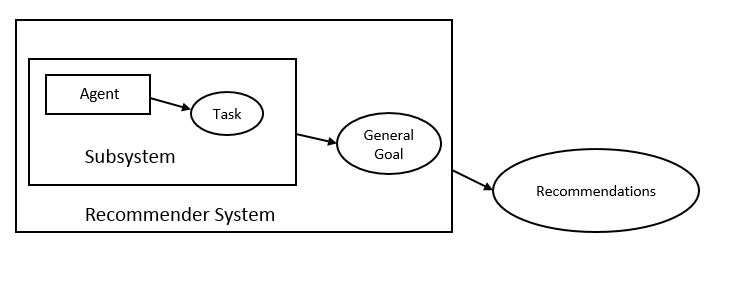 Agent
Task
General
Goal
Subsystem
Recommendations
Recommender System